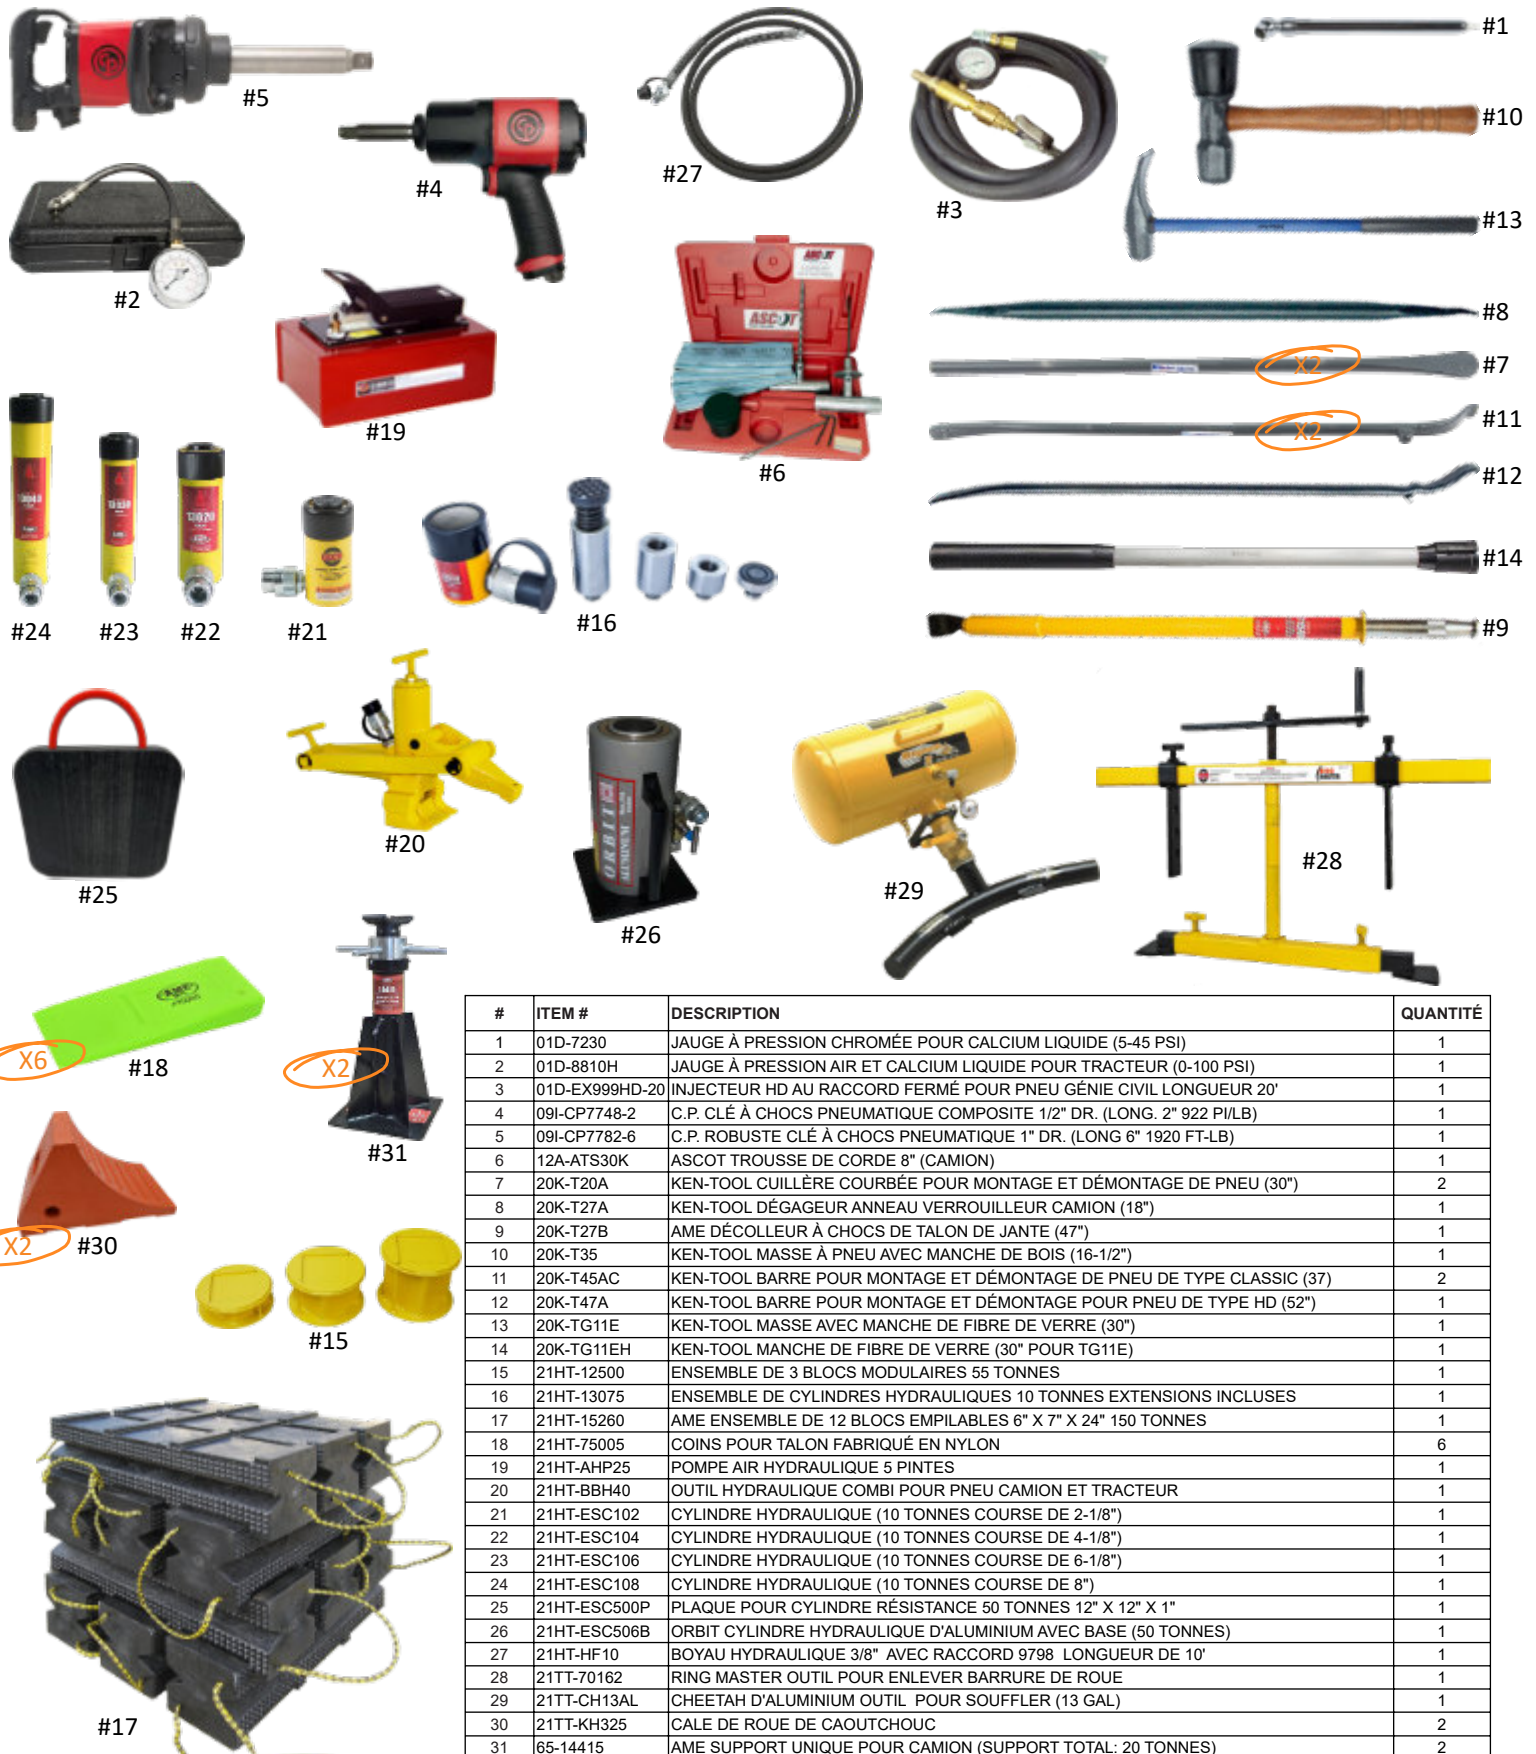 #1
#5
#10
#27
#4
#3
#13
#2
ASCOT
ASCOT
#8
X2
#7
#19
X2
#11
#6
#12
#14
#24
#23
#22
#21
#16
#9
#20
ORBIT
ALUMINUM
#28
#25
#29
#26
AME
X6
#18
X2
#31
X2
#30
#15
#17
# ITEM # DESCRIPTION QUANTITÉ
1 01D-7230 JAUGE À PRESSION CHROMÉE POUR CALCIUM LIQUIDE (5-45 PSI) 1
2 01D-8810H JAUGE À PRESSION AIR ET CALCIUM LIQUIDE POUR TRACTEUR (0-100 PSI) 1
3 01D-EX999HD-20 INJECTEUR HD AU RACCORD FERMÉ POUR PNEU GÉNIE CIVIL LONGUEUR 20' 1
4 09I-CP7748-2 C.P. CLÉ À CHOCS PNEUMATIQUE COMPOSITE 1/2" DR. (LONG. 2" 922 PI/LB) 1
5 09I-CP7782-6 C.P. ROBUSTE CLÉ À CHOCS PNEUMATIQUE 1" DR. (LONG 6" 1920 FT-LB) 1
6 12A-ATS30K ASCOT TROUSSE DE CORDE 8" (CAMION) 1
7 20K-T20A KEN-TOOL CUILLÈRE COURBÉE POUR MONTAGE ET DÉMONTAGE DE PNEU (30") 2
8 20K-T27A KEN-TOOL DÉGAGEUR ANNEAU VERROUILLEUR CAMION (18") 1
9 20K-T27B AME DÉCOLLEUR À CHOCS DE TALON DE JANTE (47") 1
10 20K-T35 KEN-TOOL MASSE À PNEU AVEC MANCHE DE BOIS (16-1/2") 1
11 20K-T45AC KEN-TOOL BARRE POUR MONTAGE ET DÉMONTAGE DE PNEU DE TYPE CLASSIC (37) 2
12 20K-T47A KEN-TOOL BARRE POUR MONTAGE ET DÉMONTAGE POUR PNEU DE TYPE HD (52") 1
13 20K-TG11E KEN-TOOL MASSE AVEC MANCHE DE FIBRE DE VERRE (30") 1
14 20K-TG11EH KEN-TOOL MANCHE DE FIBRE DE VERRE (30" POUR TG11E) 1
15 21HT-12500 ENSEMBLE DE 3 BLOCS MODULAIRES 55 TONNES 1
16 21HT-13075 ENSEMBLE DE CYLINDRES HYDRAULIQUES 10 TONNES EXTENSIONS INCLUSES 1
17 21HT-15260 AME ENSEMBLE DE 12 BLOCS EMPILABLES 6" X 7" X 24" 150 TONNES 1
18 21HT-75005 COINS POUR TALON FABRIQUÉ EN NYLON 6
19 21HT-AHP25 POMPE AIR HYDRAULIQUE 5 PINTES 1
20 21HT-BBH40 OUTIL HYDRAULIQUE COMBI POUR PNEU CAMION ET TRACTEUR 1
21 21HT-ESC102 CYLINDRE HYDRAULIQUE (10 TONNES COURSE DE 2-1/8") 1
22 21HT-ESC104 CYLINDRE HYDRAULIQUE (10 TONNES COURSE DE 4-1/8") 1
23 21HT-ESC106 CYLINDRE HYDRAULIQUE (10 TONNES COURSE DE 6-1/8") 1
24 21HT-ESC108 CYLINDRE HYDRAULIQUE (10 TONNES COURSE DE 8") 1
25 21HT-ESC500P PLAQUE POUR CYLINDRE RÉSISTANCE 50 TONNES 12" X 12" X 1" 1
26 21HT-ESC506B ORBIT CYLINDRE HYDRAULIQUE D'ALUMINIUM AVEC BASE (50 TONNES) 1
27 21HT-HF10 BOYAU HYDRAULIQUE 3/8" AVEC RACCORD 9798 LONGUEUR DE 10' 1
28 21TT-70162 RING MASTER OUTIL POUR ENLEVER BARRURE DE ROUE 1
29 21TT-CH13AL CHEETAH D'ALUMINIUM OUTIL POUR SOUFFLER (13 GAL) 1
30 21TT-KH325 CALE DE ROUE DE CAOUTCHOUC 2
31 65-14415 AME SUPPORT UNIQUE POUR CAMION (SUPPORT TOTAL: 20 TONNES) 2